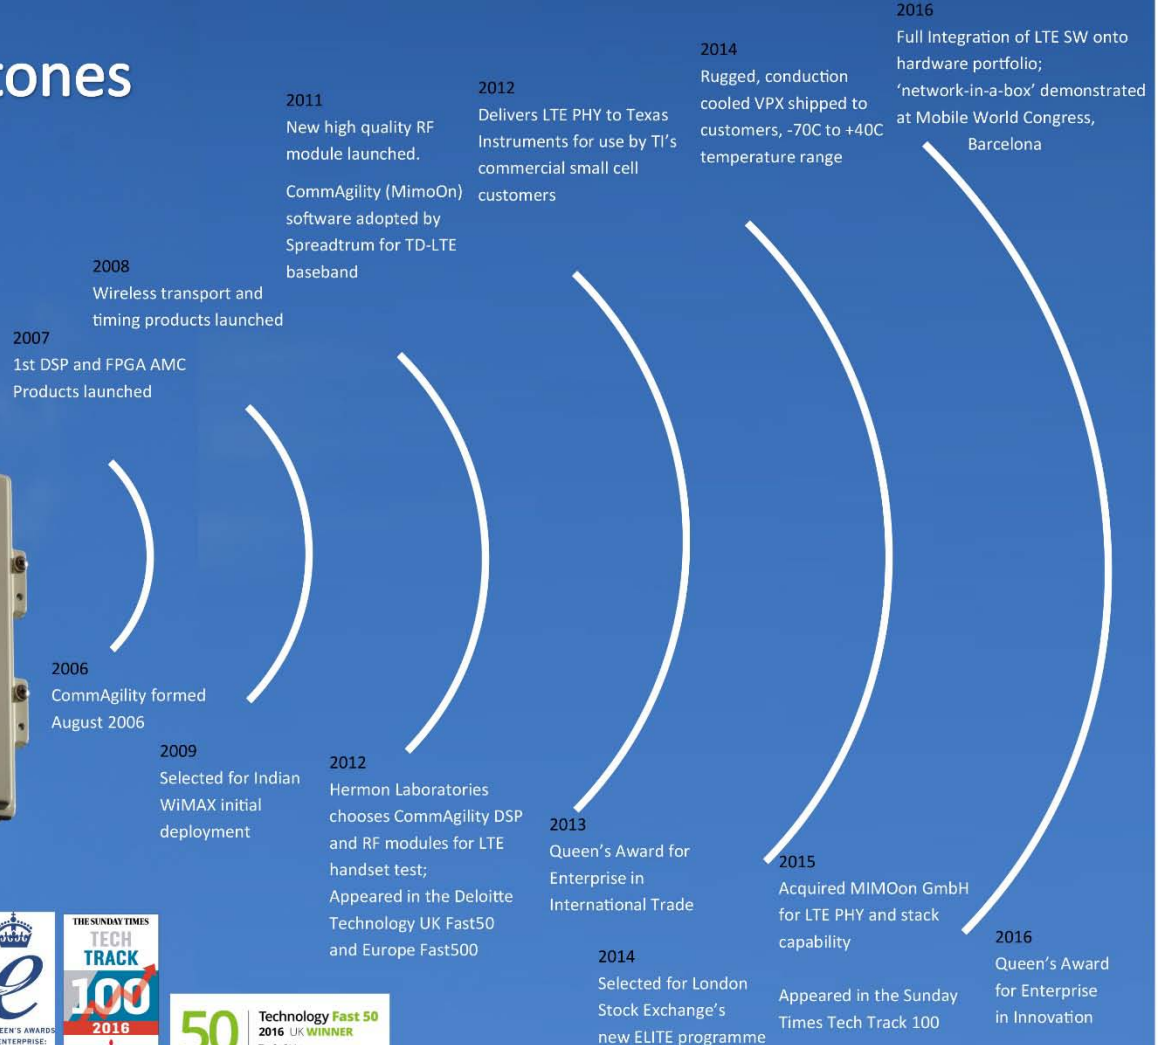 tones
2006
CommAgility formed
August 2006
2007
1st DSP and FPGA AMC
Products launched
2008
Wireless transport and
timing products launched
2009
Selected for Indian
WiMAX initial
deployment
2011
New high quality RF
module launched.
CommAgility (MimoOn)
software adopted by
Spreadtrum for TD-LTE
baseband
2012
Hermon Laboratories
chooses CommAgility DSP
and RF modules for LTE
handset test;
Appeared in the Deloitte
Technology UK Fast50
and Europe Fast500
2012
Delivers LTE PHY to Texas
Instruments for use by TI’s
commercial small cell
customers
2013
Queen’s Award for
Enterprise in
International Trade
2014
Rugged, conduction
cooled VPX shipped to
customers, -70C to +40C
temperature range
2014
Selected for London
Stock Exchange’s
new ELITE programme
2015
Acquired MIMOon GmbH
for LTE PHY and stack
capability
Appeared in the Sunday
Times Tech Track 100
2016
Full Integration of LTE SW onto
hardware portfolio;
‘network-in-a-box’ demonstrated
at Mobile World Congress,
Barcelona
2016
Queen’s Award
for Enterprise
in Innovation
e
EEN'S AWARDS
ENTERPRISE:
THE SUNDAY TIMES
TECH
TRACK
100
2016
50
Technology Fast 50
2016 UK WINNER